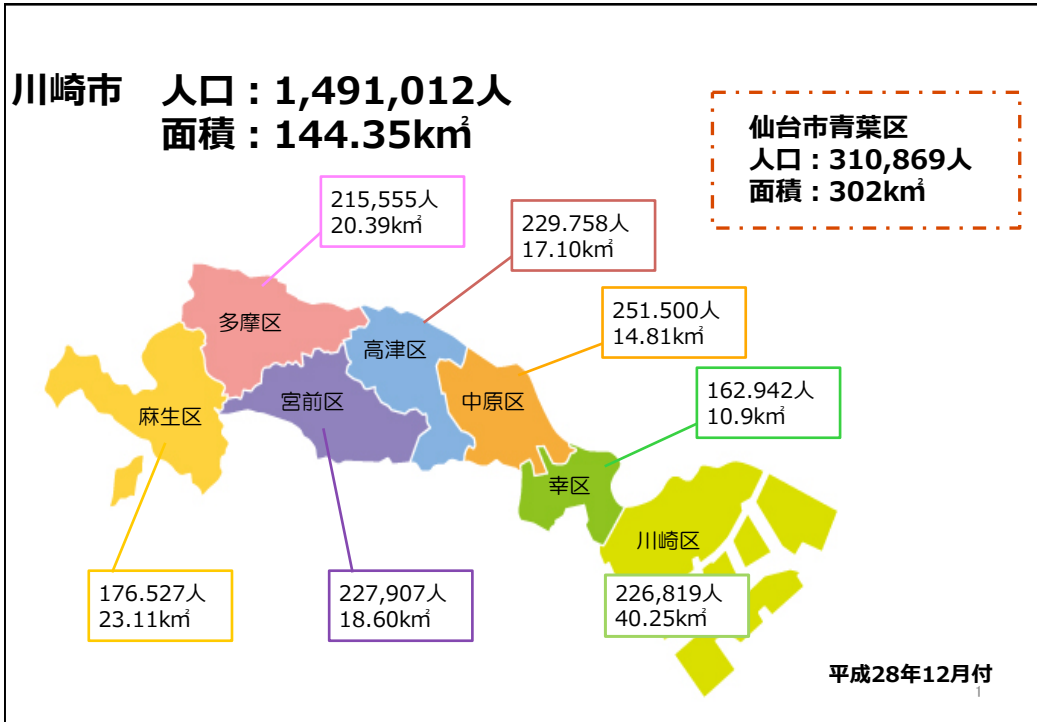 川崎市　人口：1,491,012人
面積：144.35k㎡
仙台市青葉区
人口：310,869人
面積：302k㎡
215,555人
20.39k㎡
229.758人
17.10k㎡
251.500人
14.81k㎡
162.942人
10.9k㎡
多摩区
高津区
中原区
宮前区
麻生区
幸区
川崎区
176.527人
23.11k㎡
227,907人
18.60k㎡
226,819人
40.25k㎡
平成28年12月付
1